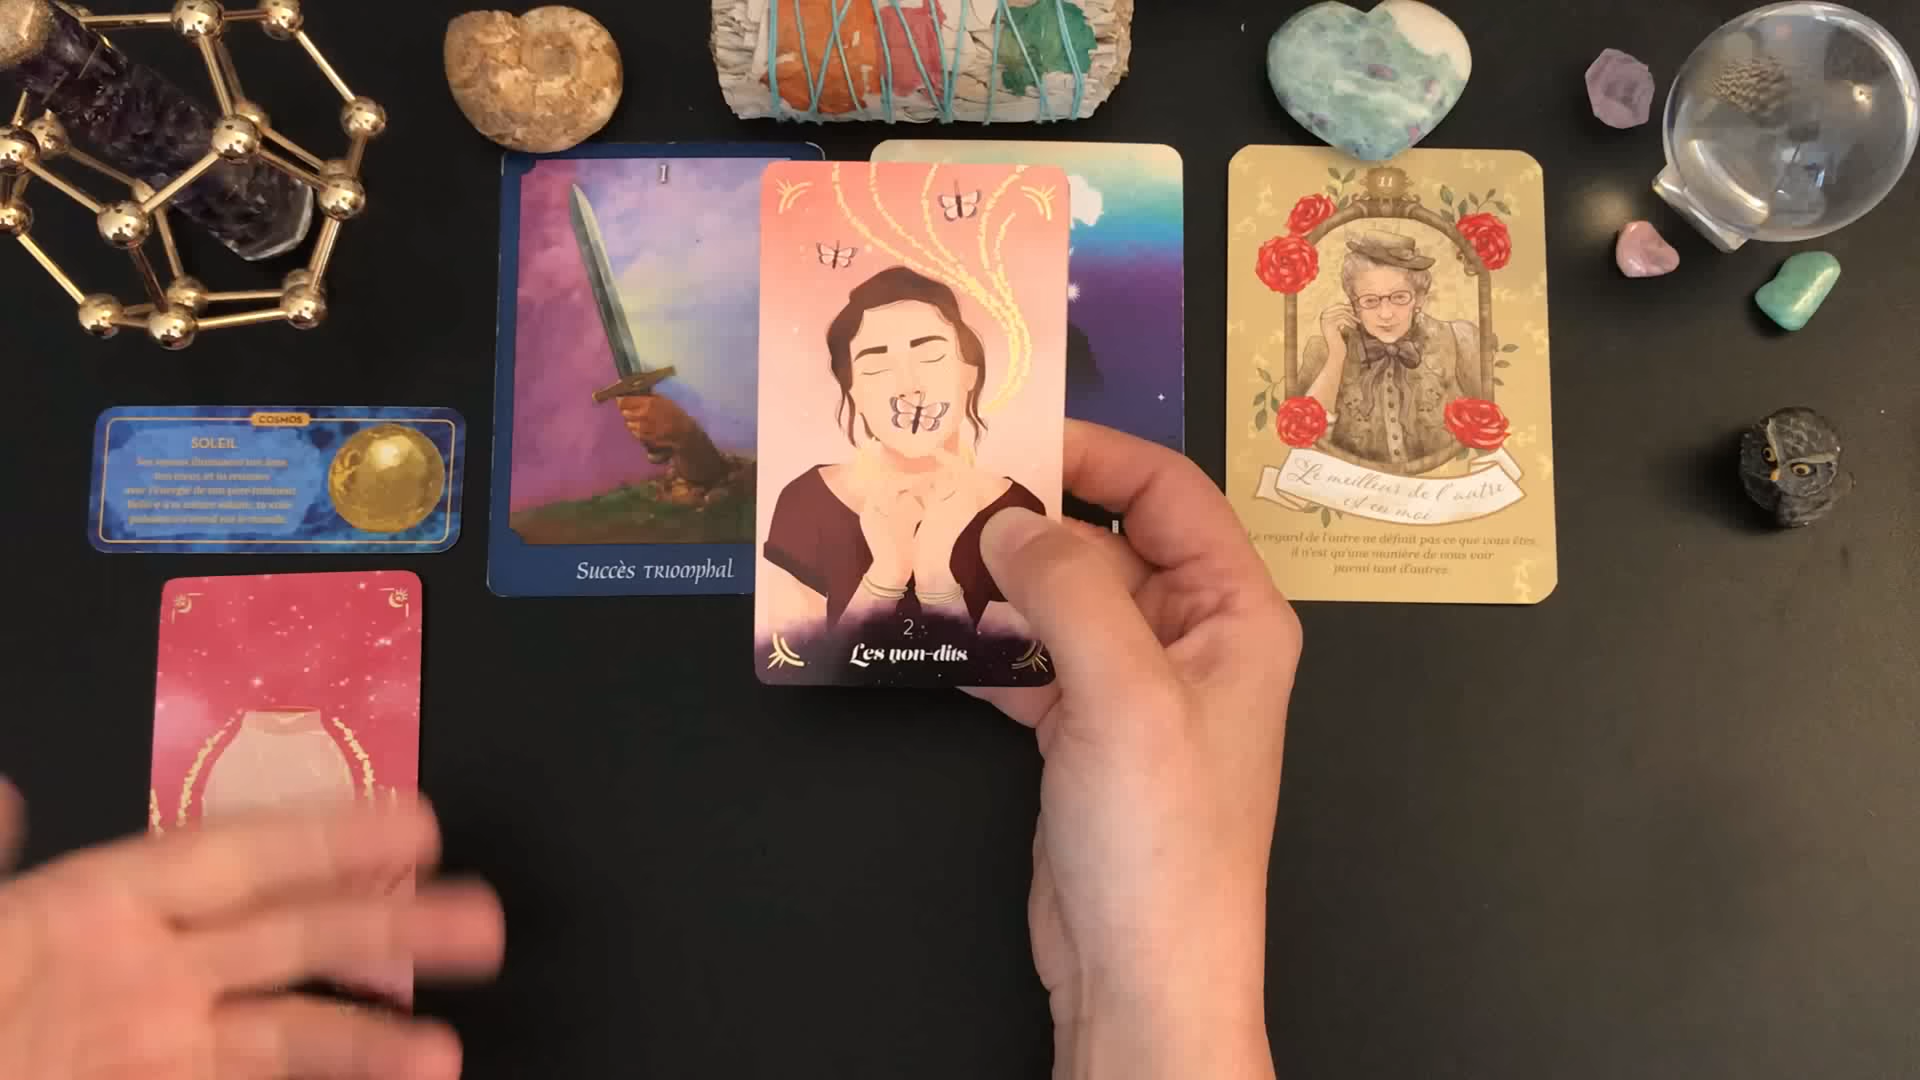 COSMOS
SOLEIL
I
Succès TRIOMPHAL
2
Les non-dits
11
Le meilleur de l'autre
est en moi
Le regard de l'autre ne définit pas ce que vous êtes,
il n'est qu'une manière de vous voir
parmi tant d'autres.